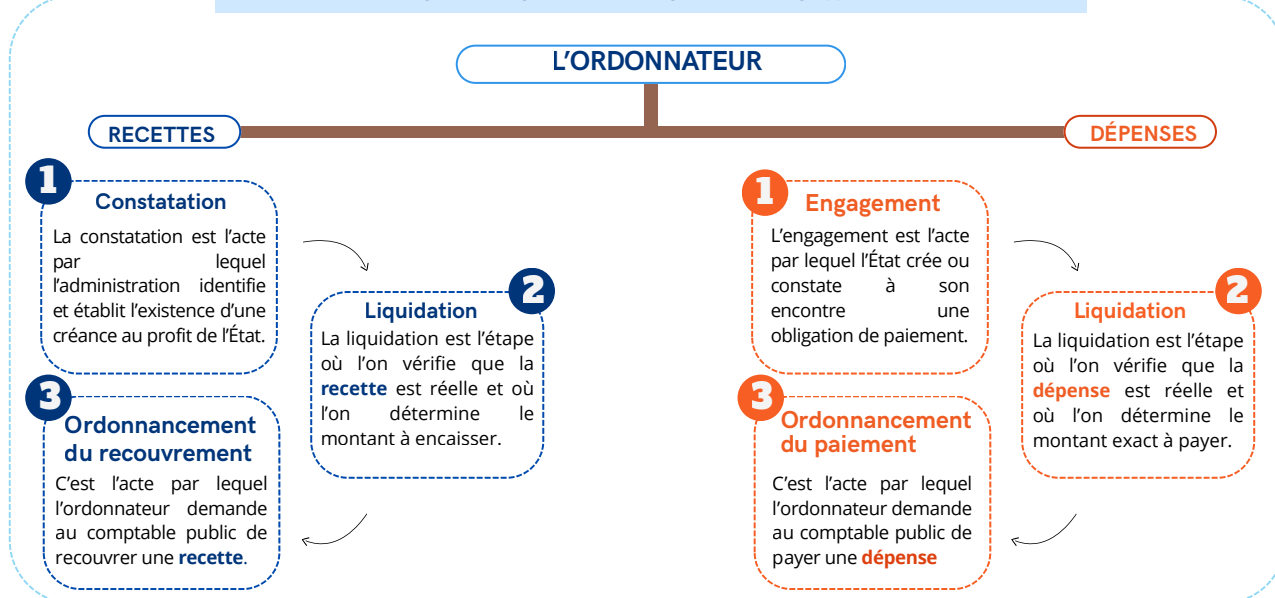 L'ORDONNATEUR
RECETTES
DÉPENSES
1
Constatation
La constatation est l'acte
par lequel
l'administration identifie
et établit l'existence d'une
créance au profit de l'État.
2
Liquidation
La liquidation est l'étape
où l'on vérifie que la
recette est réelle et où
l'on détermine le
montant à encaisser.
3
Ordonnancement
du recouvrement
C'est l'acte par lequel
l'ordonnateur demande
au comptable public de
recouvrer une recette.
1
Engagement
L'engagement est l'acte
par lequel l'État crée ou
constate à son
encontre une
obligation de paiement.
2
Liquidation
La liquidation est l'étape
où l'on vérifie que la
dépense est réelle et
où l'on détermine le
montant exact à payer.
3
Ordonnancement
du paiement
C'est l'acte par lequel
l'ordonnateur demande
au comptable public de
payer une dépense